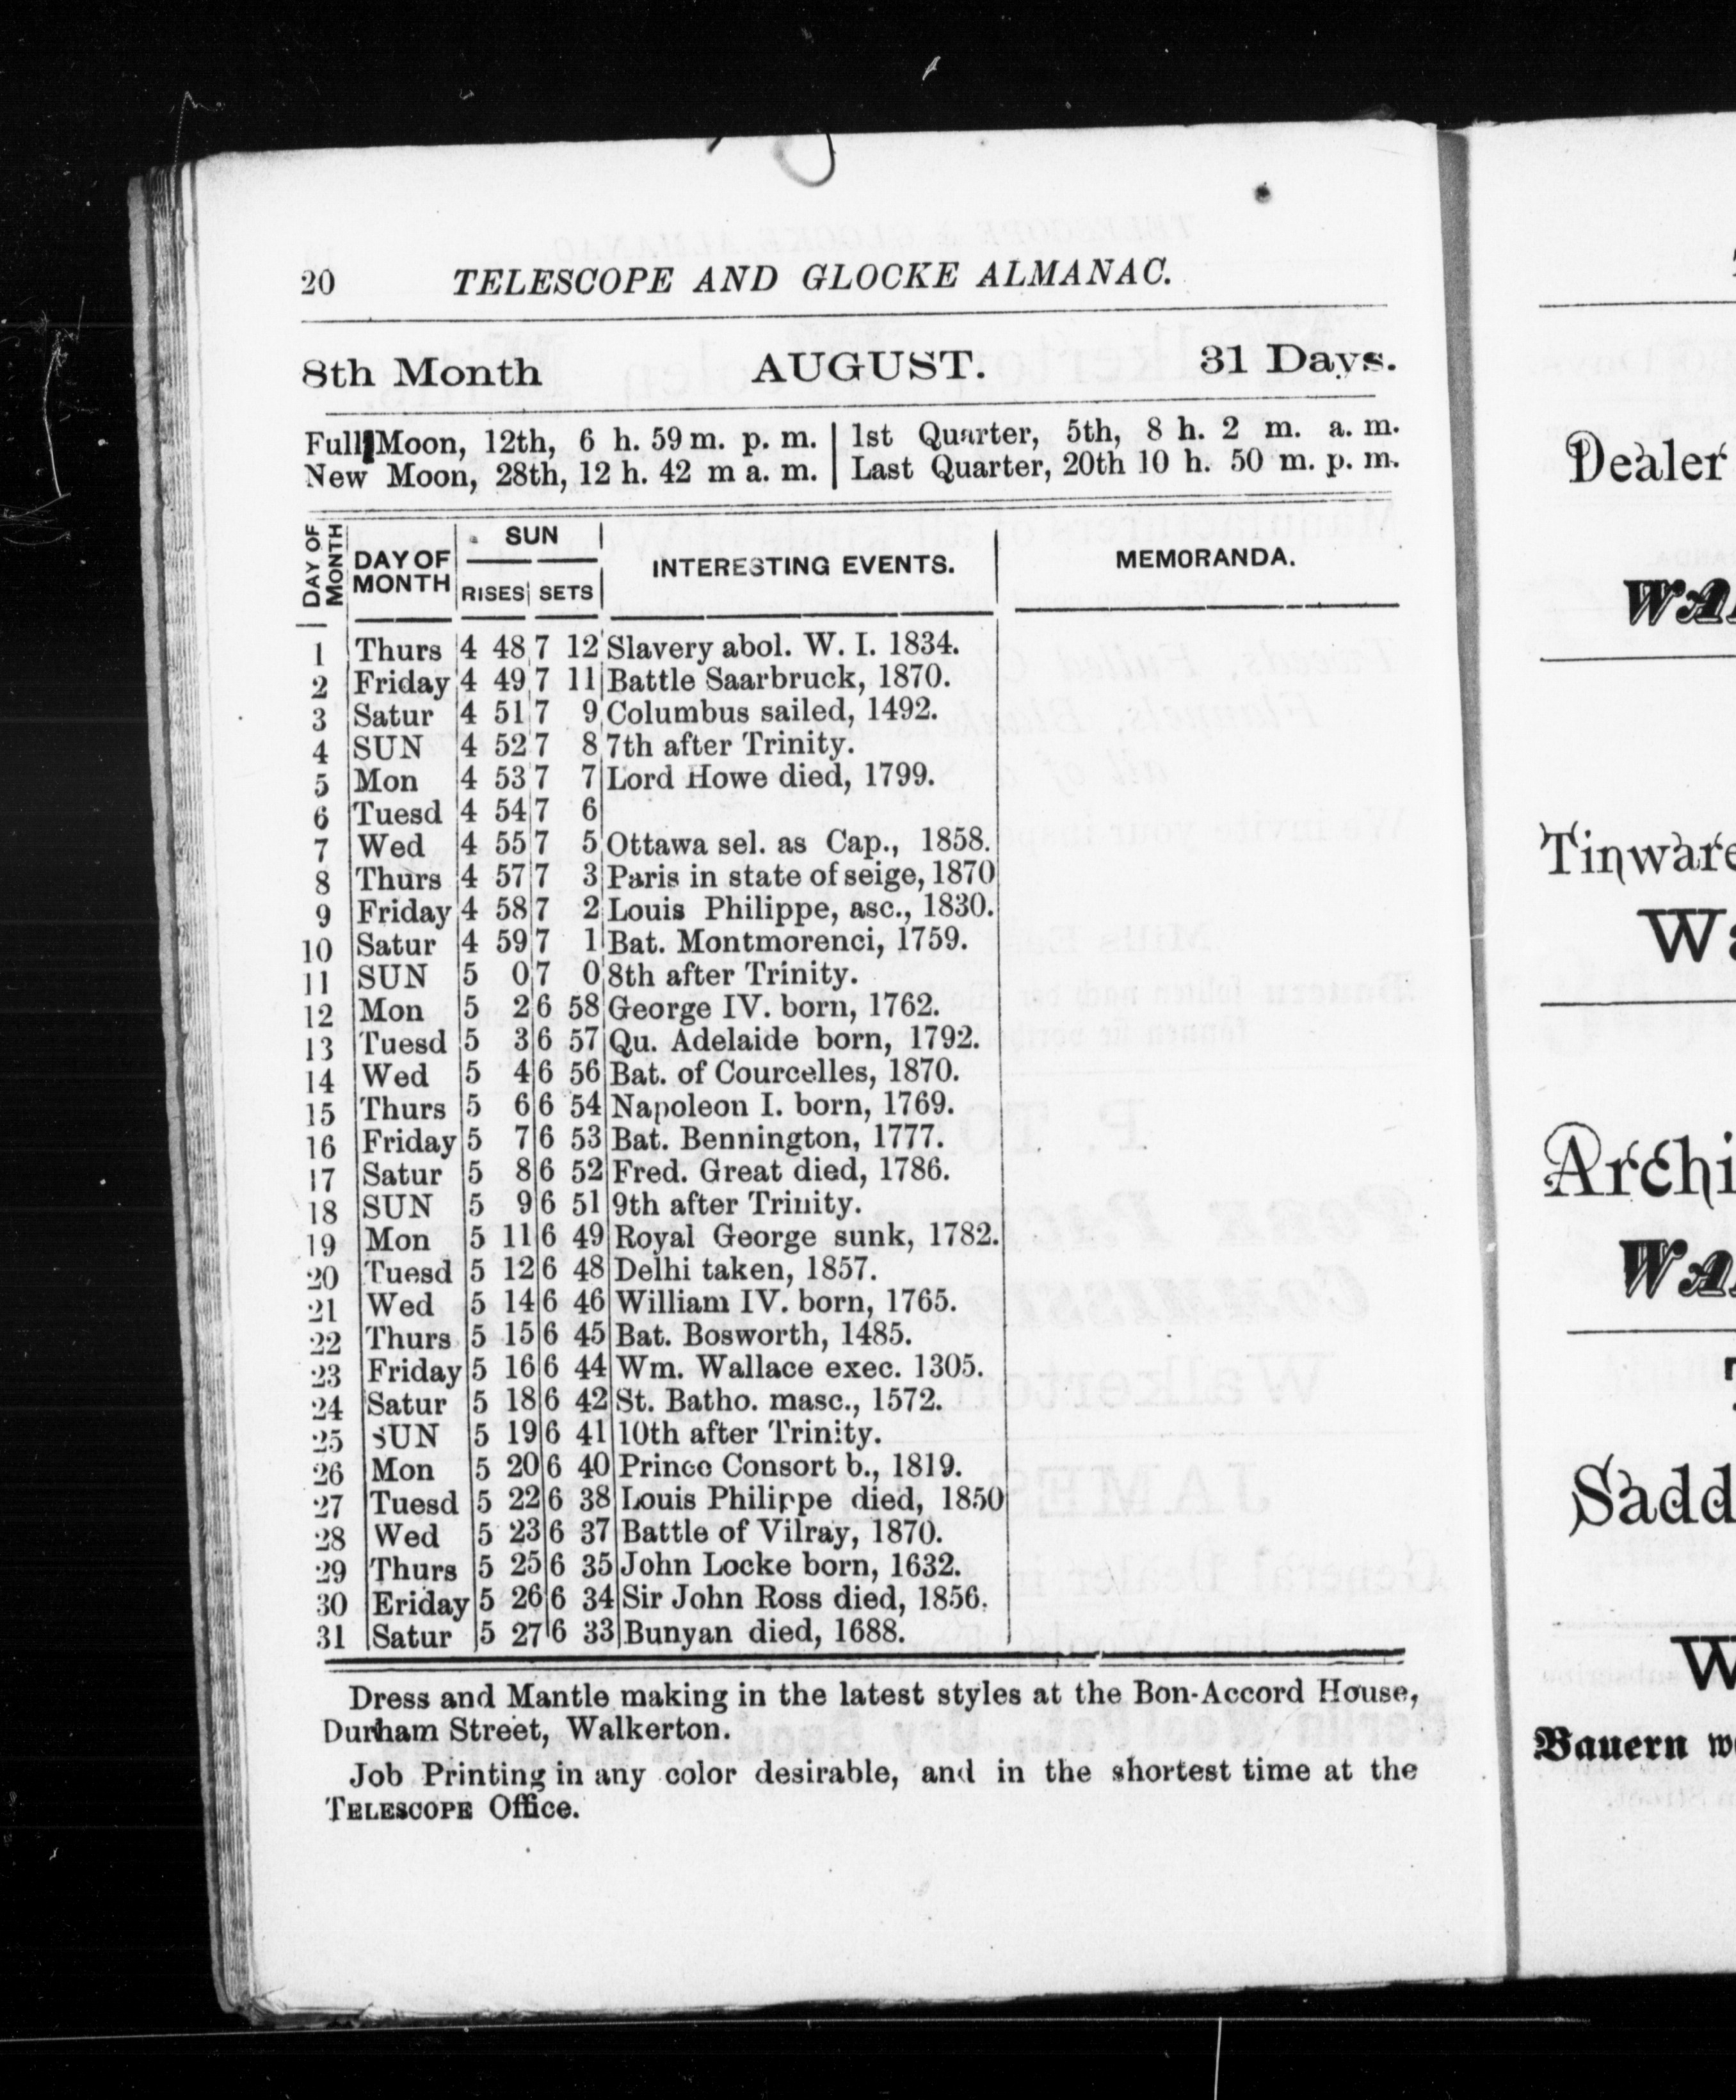 20 TELESCOPE AND GLOCKE ALMANAC.
8th Month AUGUST. 31 Days.
Full Moon, 12th, 6 h. 59 m. p. m. | 1st Quarter, 5th, 8 h. 2 m. a. m.
New Moon, 28th, 12 h. 42 m a. m. | Last Quarter, 20th 10 h. 50 m. p. m.
DAY OF MONTH DAY OF MONTH SUN RISES SETS INTERESTING EVENTS. MEMORANDA.
1 Thurs 4 48 7 12 Slavery abol. W. I. 1834.
2 Friday 4 49 7 11 Battle Saarbruck, 1870.
3 Satur 4 51 7 9 Columbus sailed, 1492.
4 SUN 4 52 7 8 7th after Trinity.
5 Mon 4 53 7 7 Lord Howe died, 1799.
6 Tuesd 4 54 7 6
7 Wed 4 55 7 5 Ottawa sel. as Cap., 1858.
8 Thurs 4 57 7 3 Paris in state of seige, 1870
9 Friday 4 58 7 2 Louis Philippe, asc., 1830.
10 Satur 4 59 7 1 Bat. Montmorenci, 1759.
11 SUN 5 0 7 0 8th after Trinity.
12 Mon 5 2 6 58 George IV. born, 1762.
13 Tuesd 5 3 6 57 Qu. Adelaide born, 1792.
14 Wed 5 4 6 56 Bat. of Courcelles, 1870.
15 Thurs 5 6 6 54 Napoleon I. born, 1769.
16 Friday 5 7 6 53 Bat. Bennington, 1777.
17 Satur 5 8 6 52 Fred. Great died, 1786.
18 SUN 5 9 6 51 9th after Trinity.
19 Mon 5 11 6 49 Royal George sunk, 1782.
20 Tuesd 5 12 6 48 Delhi taken, 1857.
21 Wed 5 14 6 46 William IV. born, 1765.
22 Thurs 5 15 6 45 Bat. Bosworth, 1485.
23 Friday 5 16 6 44 Wm. Wallace exec. 1305.
24 Satur 5 18 6 42 St. Batho. masc., 1572.
25 SUN 5 19 6 41 10th after Trinity.
26 Mon 5 20 6 40 Prince Consort b., 1819.
27 Tuesd 5 22 6 38 Louis Philippe died, 1850
28 Wed 5 23 6 37 Battle of Vilray, 1870.
29 Thurs 5 25 6 35 John Locke born, 1632.
30 Eriday 5 26 6 34 Sir John Ross died, 1856.
31 Satur 5 27 6 33 Bunyan died, 1688.
Dress and Mantle making in the latest styles at the Bon-Accord House,
Durham Street, Walkerton.
Job Printing in any color desirable, and in the shortest time at the
TELESCOPE Office.
Dealer
Tinware
Bauern